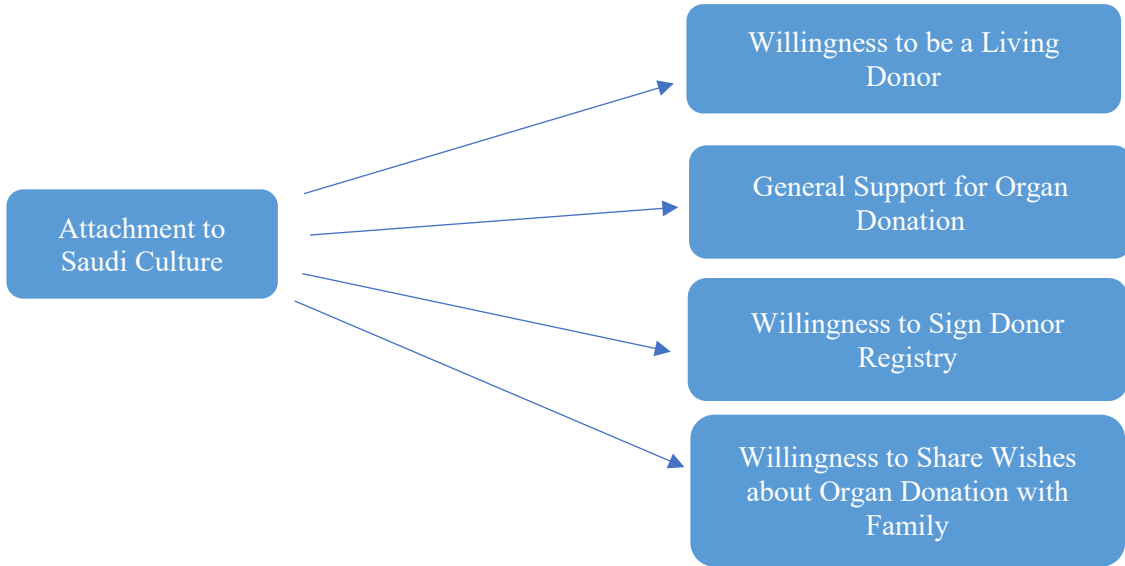 Attachment to
Saudi Culture
Willingness to be a Living
Donor
General Support for Organ
Donation
Willingness to Sign Donor
Registry
Willingness to Share Wishes
about Organ Donation with
Family